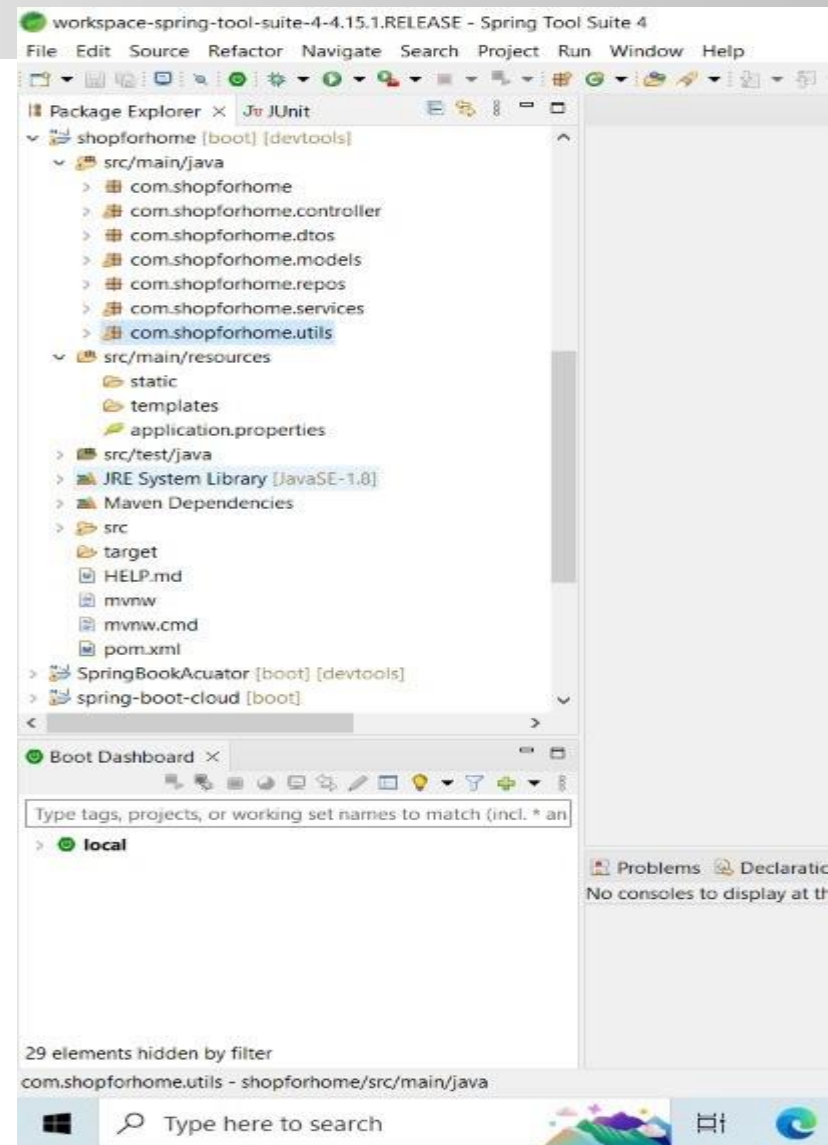 workspace-spring-tool-suite-4-4.15.1.RELEASE - Spring Tool Suite 4
File Edit Source Refactor Navigate Search Project Run Window Help
Package Explorer × Ju JUnit
shopforhome [boot] [devtools]
src/main/java
com.shopforhome
com.shopforhome.controller
com.shopforhome.dtos
com.shopforhome.models
com.shopforhome.repos
com.shopforhome.services
com.shopforhome.utils
src/main/resources
static
templates
application.properties
src/test/java
JRE System Library [JavaSE-1.8]
Maven Dependencies
src
target
HELP.md
mvnw
mvnw.cmd
pom.xml
SpringBookAcuator [boot] [devtools]
spring-boot-cloud [boot]
Boot Dashboard ×
Type tags, projects, or working set names to match (incl. * an
local
Problems Declaratic
No consoles to display at th
29 elements hidden by filter
com.shopforhome.utils - shopforhome/src/main/java
Type here to search